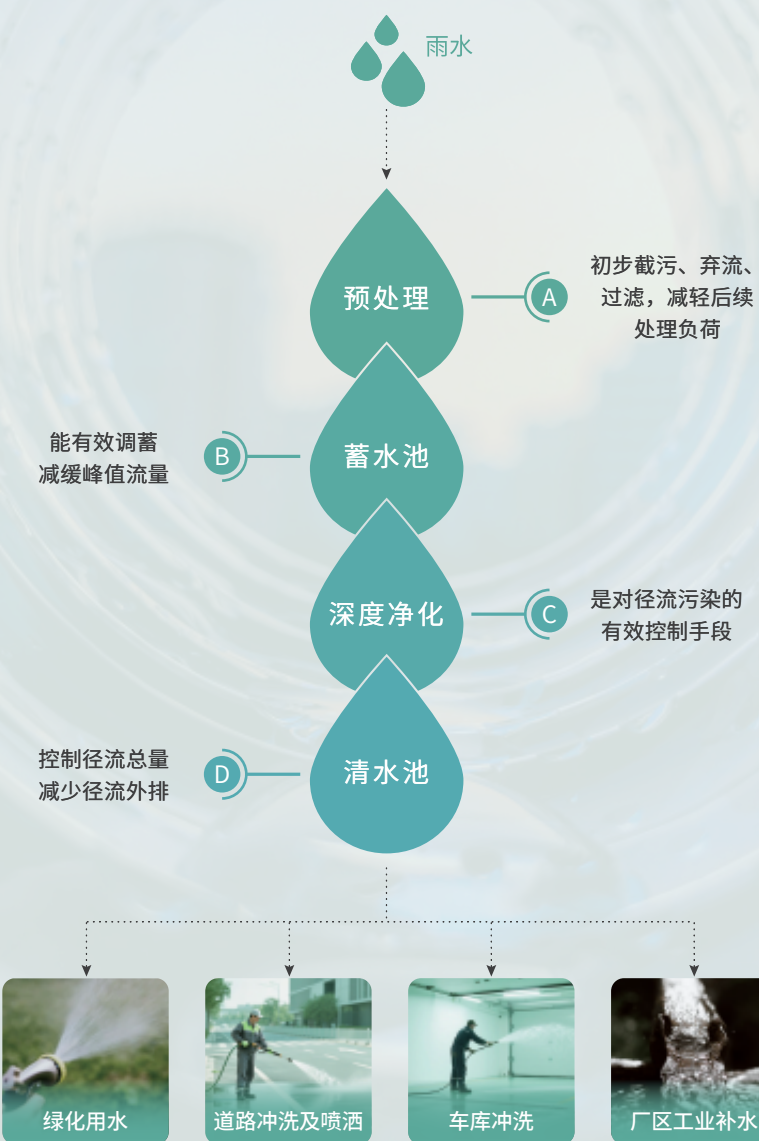 雨水
预处理
A
初步截污、弃流、
过滤，减轻后续
处理负荷
蓄水池
B
能有效调蓄
减缓峰值流量
深度净化
C
是对径流污染的
有效控制手段
清水池
D
控制径流总量
减少径流外排
绿化用水
道路冲洗及喷洒
车库冲洗
厂区工业补水